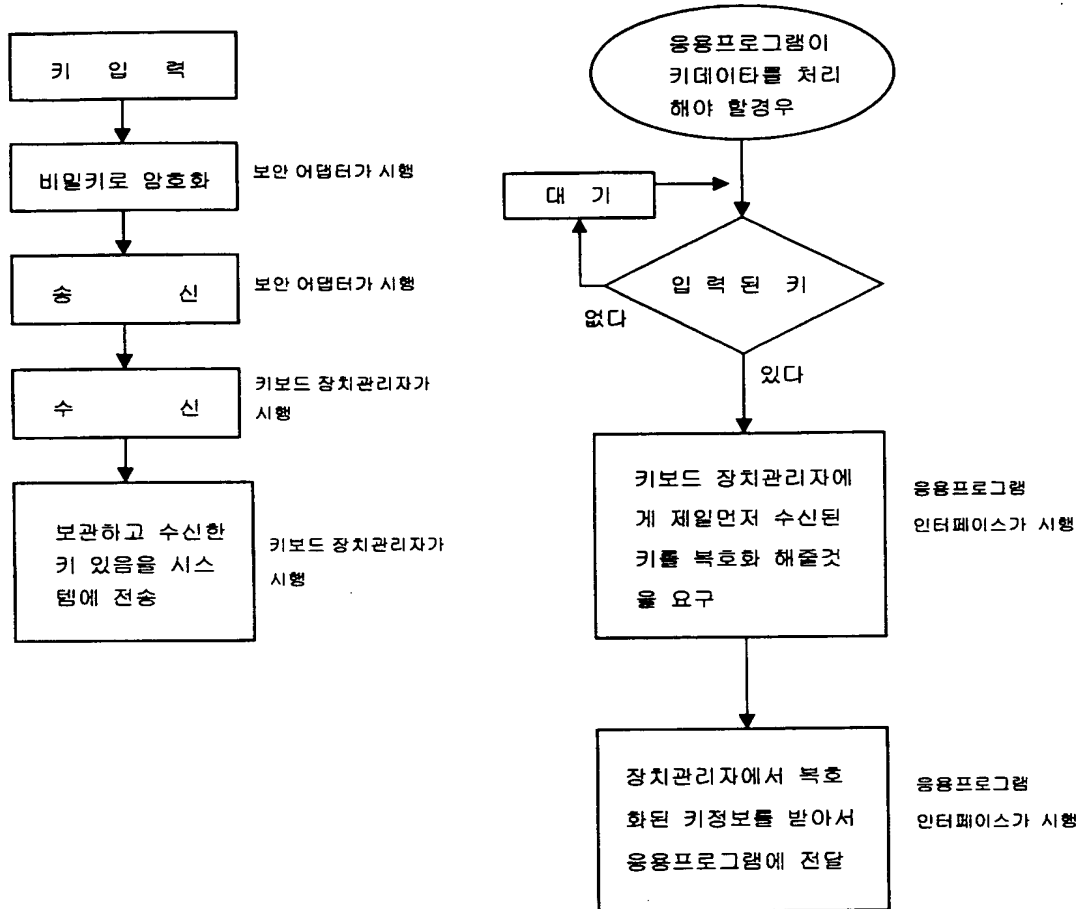 키 입 력
비밀키로 암호화
보안 어댑터가 시행
송 신
보안 어댑터가 시행
수 신
키보드 장치관리자가
시행
보관하고 수신한
키 있음을 시스
템에 전송
키보드 장치관리자가
시행
응용프로그램이
키데이타를 처리
해야 할경우
대 기
입 력 된 키
없다
있다
키보드 장치관리자에
게 제일먼저 수신된
키를 복호화 해줄것
을 요구
응용프로그램
인터페이스가 시행
장치관리자에서 복호
화된 키정보를 받아서
응용프로그램에 전달
응용프로그램
인터페이스가 시행